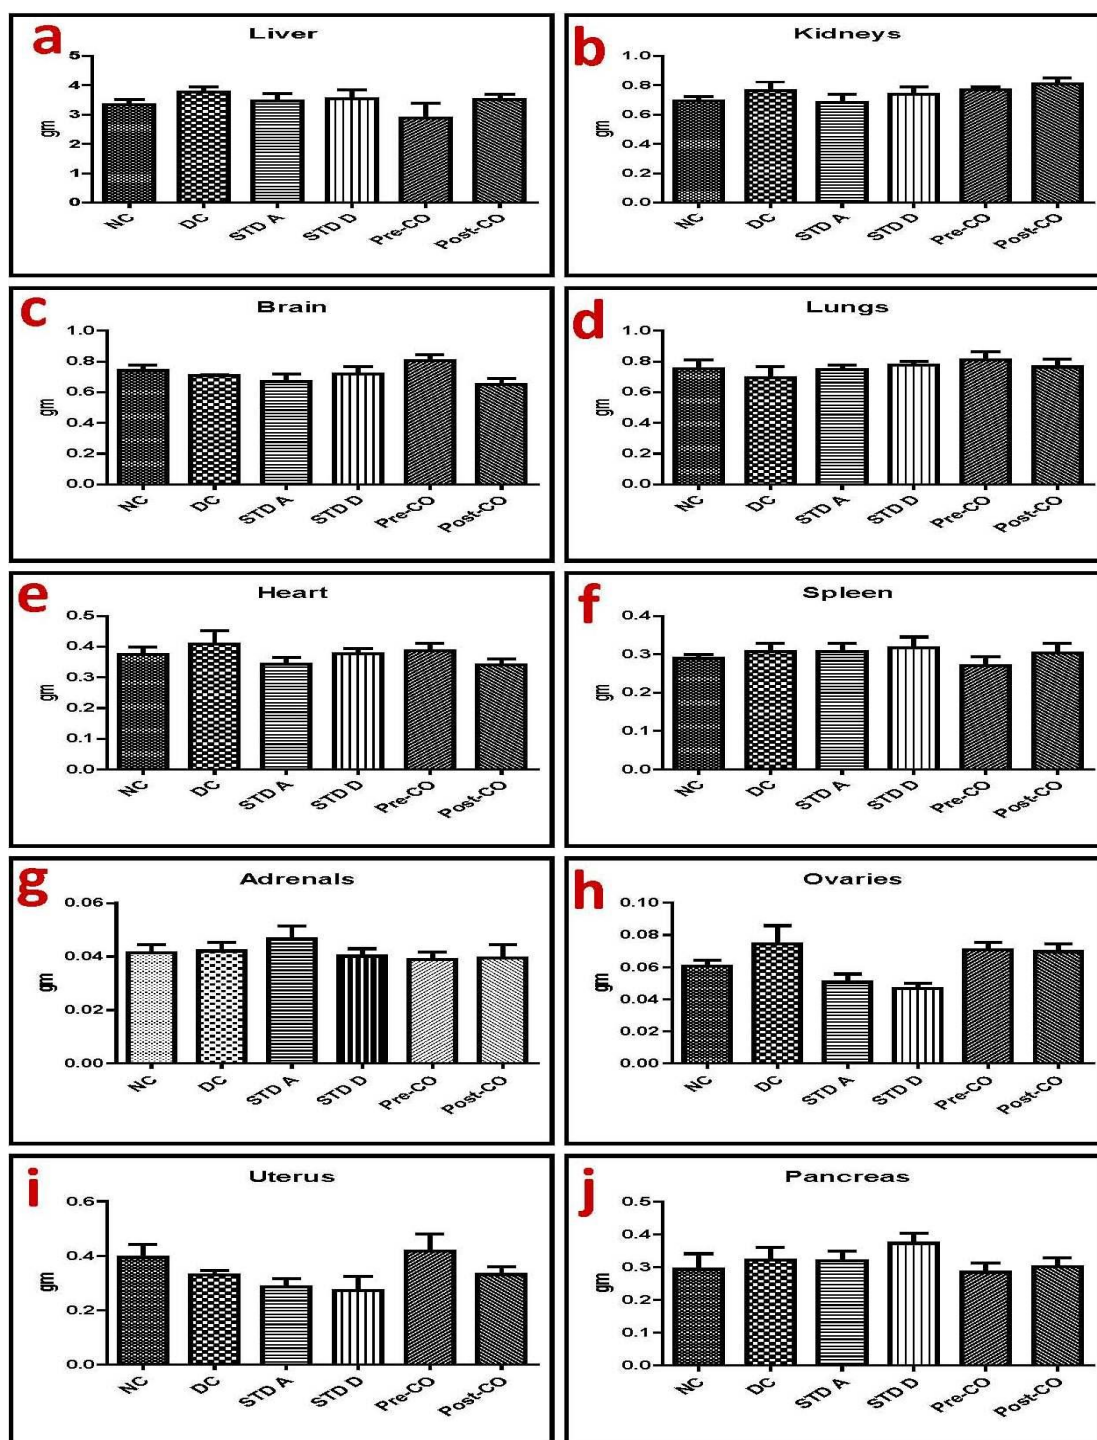 a
Liver
5
4
3
2
1
0
gm
NC DC STD A STD D Pre-CO Post-CO
b
Kidneys
1.0
0.8
0.6
0.4
0.2
0.0
gm
NC DC STD A STD D Pre-CO Post-CO
c
Brain
1.0
0.8
0.6
0.4
0.2
0.0
gm
NC DC STD A STD D Pre-CO Post-CO
d
Lungs
1.0
0.8
0.6
0.4
0.2
0.0
gm
NC DC STD A STD D Pre-CO Post-CO
e
Heart
0.5
0.4
0.3
0.2
0.1
0.0
gm
NC DC STD A STD D Pre-CO Post-CO
f
Spleen
0.4
0.3
0.2
0.1
0.0
gm
NC DC STD A STD D Pre-CO Post-CO
g
Adrenals
0.06
0.04
0.02
0.00
gm
NC DC STD A STD D Pre-CO Post-CO
h
Ovaries
0.10
0.08
0.06
0.04
0.02
0.00
gm
NC DC STD A STD D Pre-CO Post-CO
i
Uterus
0.6
0.4
0.2
0.0
gm
NC DC STD A STD D Pre-CO Post-CO
j
Pancreas
0.5
0.4
0.3
0.2
0.1
0.0
gm
NC DC STD A STD D Pre-CO Post-CO